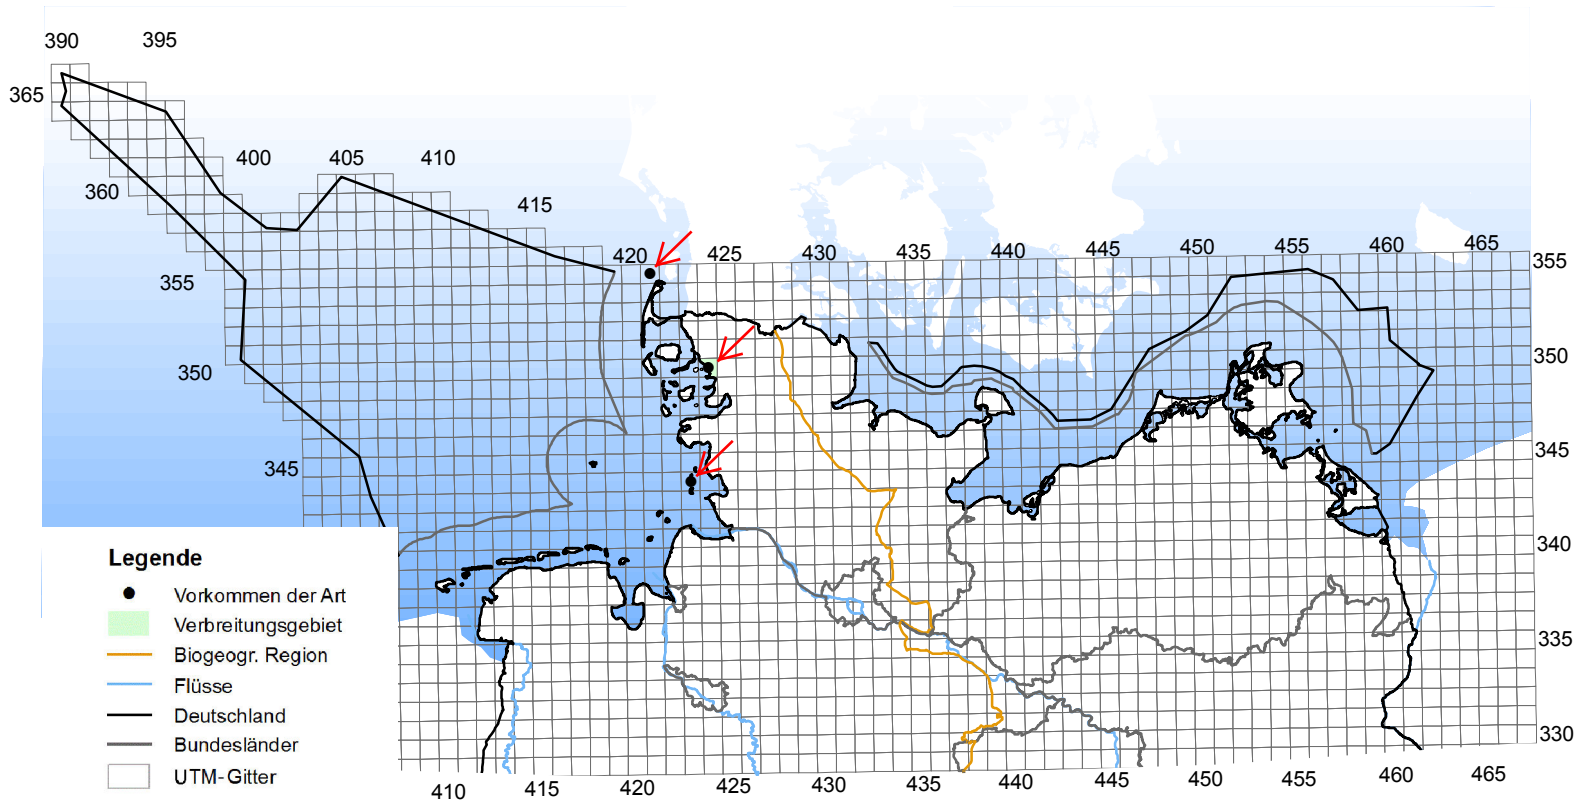 390 395
365
400 405 410
360
415
420 425 430 435 440 445 450 455 460 465
355 355
350 350
345 345
340
335
330
Legende
Vorkommen der Art
Verbreitungsgebiet
Biogeogr. Region
Flüsse
Deutschland
Bundesländer
UTM-Gitter
410 415 420 425 430 435 440 445 450 455 460 465